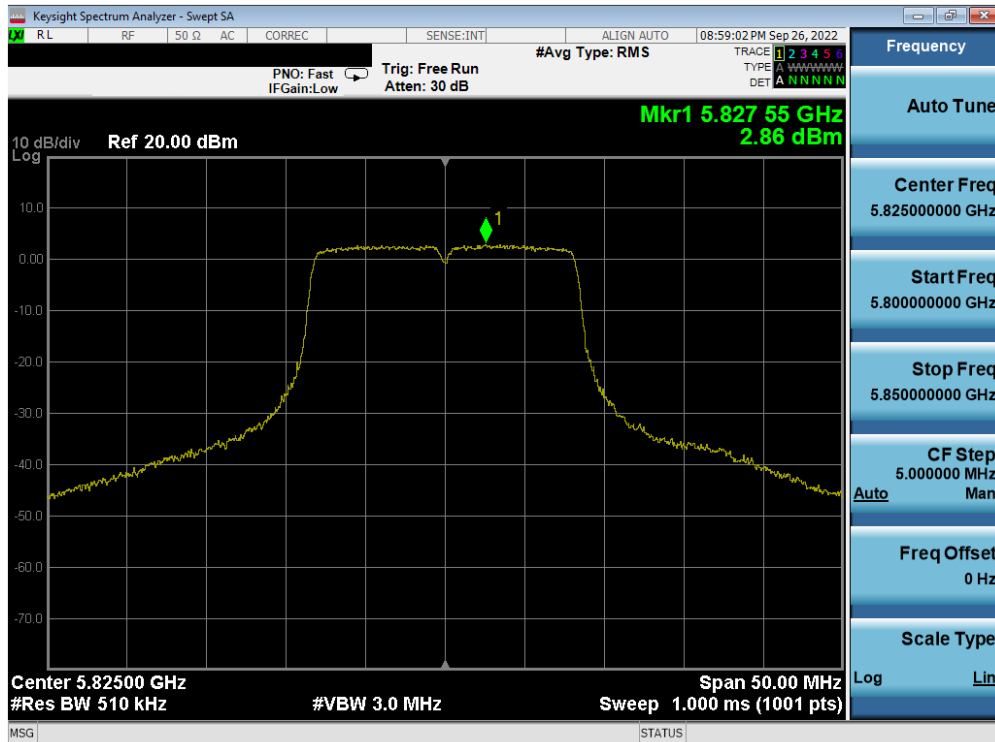 Keysight Spectrum Analyzer - Swept SA
LXI RL RF 50 Ω AC CORREC SENSE:INT ALIGN AUTO 08:59:02 PM Sep 26, 2022
#Avg Type: RMS
TRACE 1 2 3 4 5 6
TYPE A WWWWW
DET A N N N N N
PNO: Fast
IFGain:Low
Trig: Free Run
Atten: 30 dB
Mkr1 5.827 55 GHz
2.86 dBm
10 dB/div Ref 20.00 dBm
Log
1
10.0
0.00
-10.0
-20.0
-30.0
-40.0
-50.0
-60.0
-70.0
Center 5.82500 GHz Span 50.00 MHz
#Res BW 510 kHz #VBW 3.0 MHz Sweep 1.000 ms (1001 pts)
MSG STATUS
Frequency
Auto Tune
Center Freq
5.825000000 GHz
Start Freq
5.800000000 GHz
Stop Freq
5.850000000 GHz
CF Step
5.000000 MHz
Auto Man
Freq Offset
0 Hz
Scale Type
Log Lin